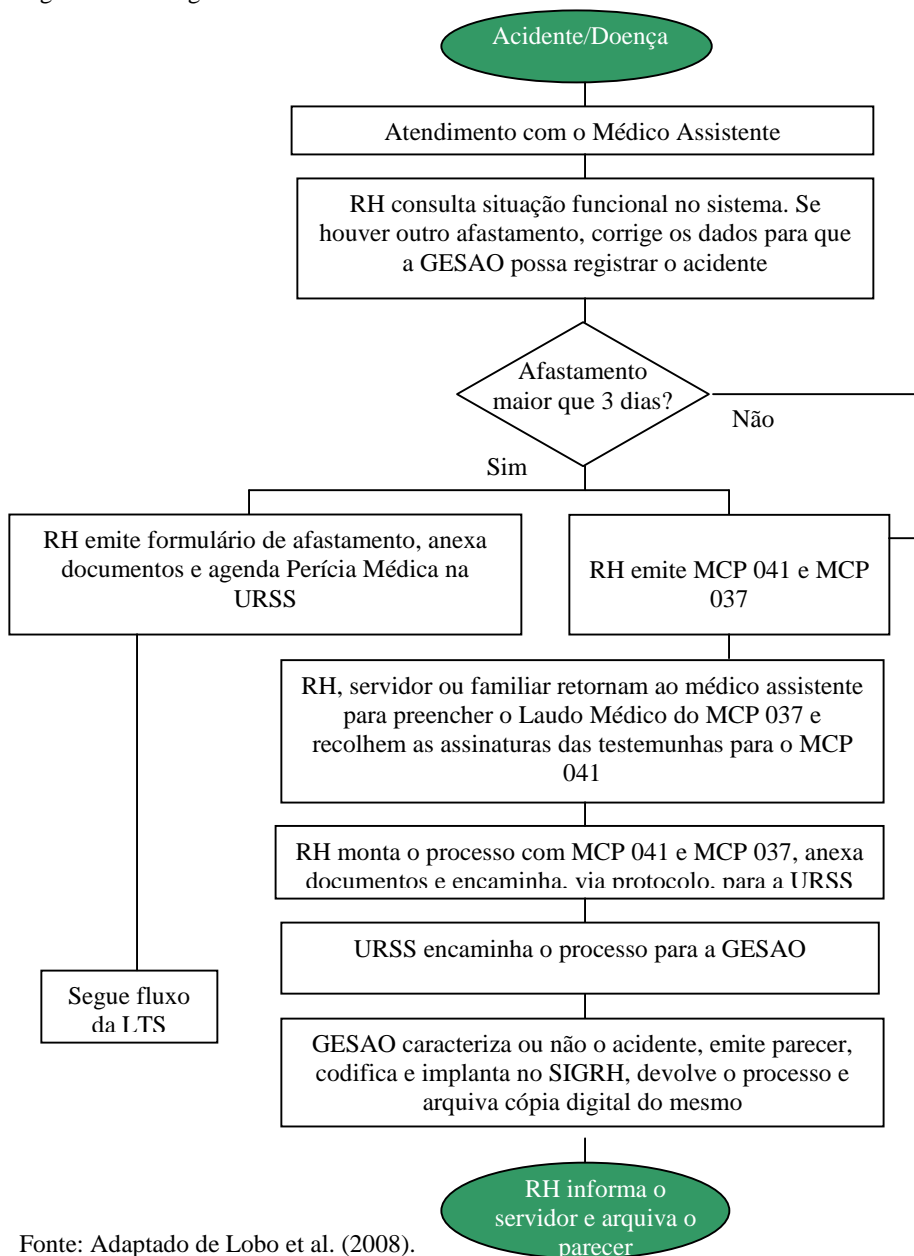 Acidente/Doença
Atendimento com o Médico Assistente
RH consulta situação funcional no sistema. Se
houver outro afastamento, corrige os dados para que
a GESAO possa registrar o acidente
Afastamento
maior que 3 dias?
Não
Sim
RH emite formulário de afastamento, anexa
documentos e agenda Perícia Médica na
URSS
RH emite MCP 041 e MCP
037
RH, servidor ou familiar retornam ao médico assistente
para preencher o Laudo Médico do MCP 037 e
recolhem as assinaturas das testemunhas para o MCP
041
RH monta o processo com MCP 041 e MCP 037, anexa
documentos e encaminha, via protocolo, para a URSS
URSS encaminha o processo para a GESAO
Segue fluxo
da LTS
GESAO caracteriza ou não o acidente, emite parecer,
codifica e implanta no SIGRH, devolve o processo e
arquiva cópia digital do mesmo
RH informa o
servidor e arquiva o
parecer
Fonte: Adaptado de Lobo et al. (2008).